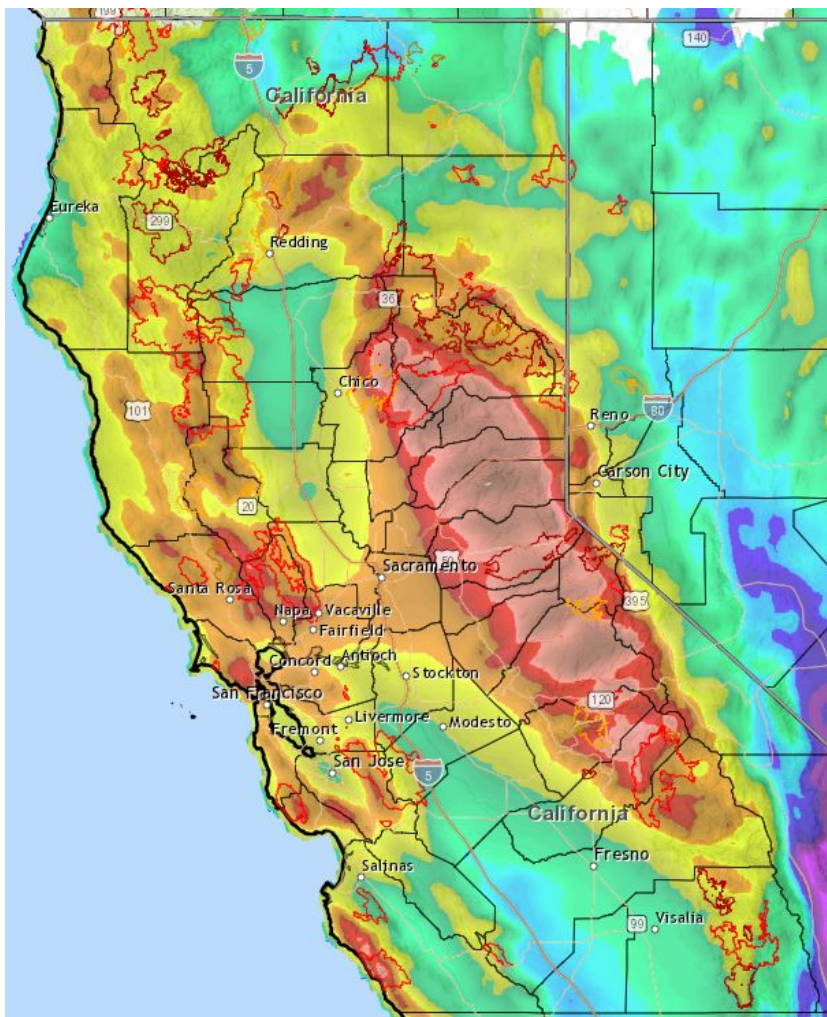 199
140
5
California
Eureka
299
Redding
36
Chico
101
Reno
80
Carson City
20
50
Sacramento
Santa Rosa
Napa
Vacaville
395
Fairfield
Concord
Antioch
Stockton
120
San Francisco
Livermore
Modesto
Fremont
San Jose
5
California
Fresno
Salinas
99
Visalia